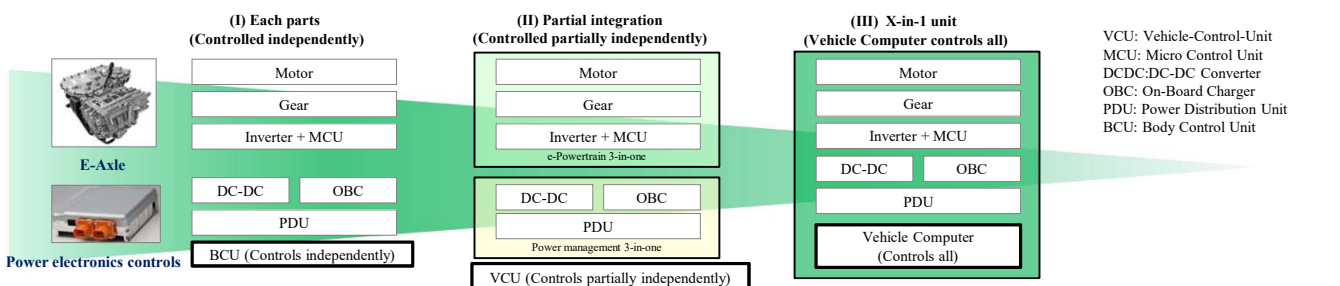 (I) Each parts
(Controlled independently)
(II) Partial integration
(Controlled partially independently)
(III) X-in-1 unit
(Vehicle Computer controls all)
E-Axle
Power electronics controls
Motor
Gear
Inverter + MCU
DC-DC
OBC
PDU
BCU (Controls independently)
Motor
Gear
Inverter + MCU
e-Powertrain 3-in-one
DC-DC
OBC
PDU
Power management 3-in-one
VCU (Controls partially independently)
Motor
Gear
Inverter + MCU
DC-DC
OBC
PDU
Vehicle Computer
(Controls all)
VCU: Vehicle-Control-Unit
MCU: Micro Control Unit
DCDC:DC-DC Converter
OBC: On-Board Charger
PDU: Power Distribution Unit
BCU: Body Control Unit